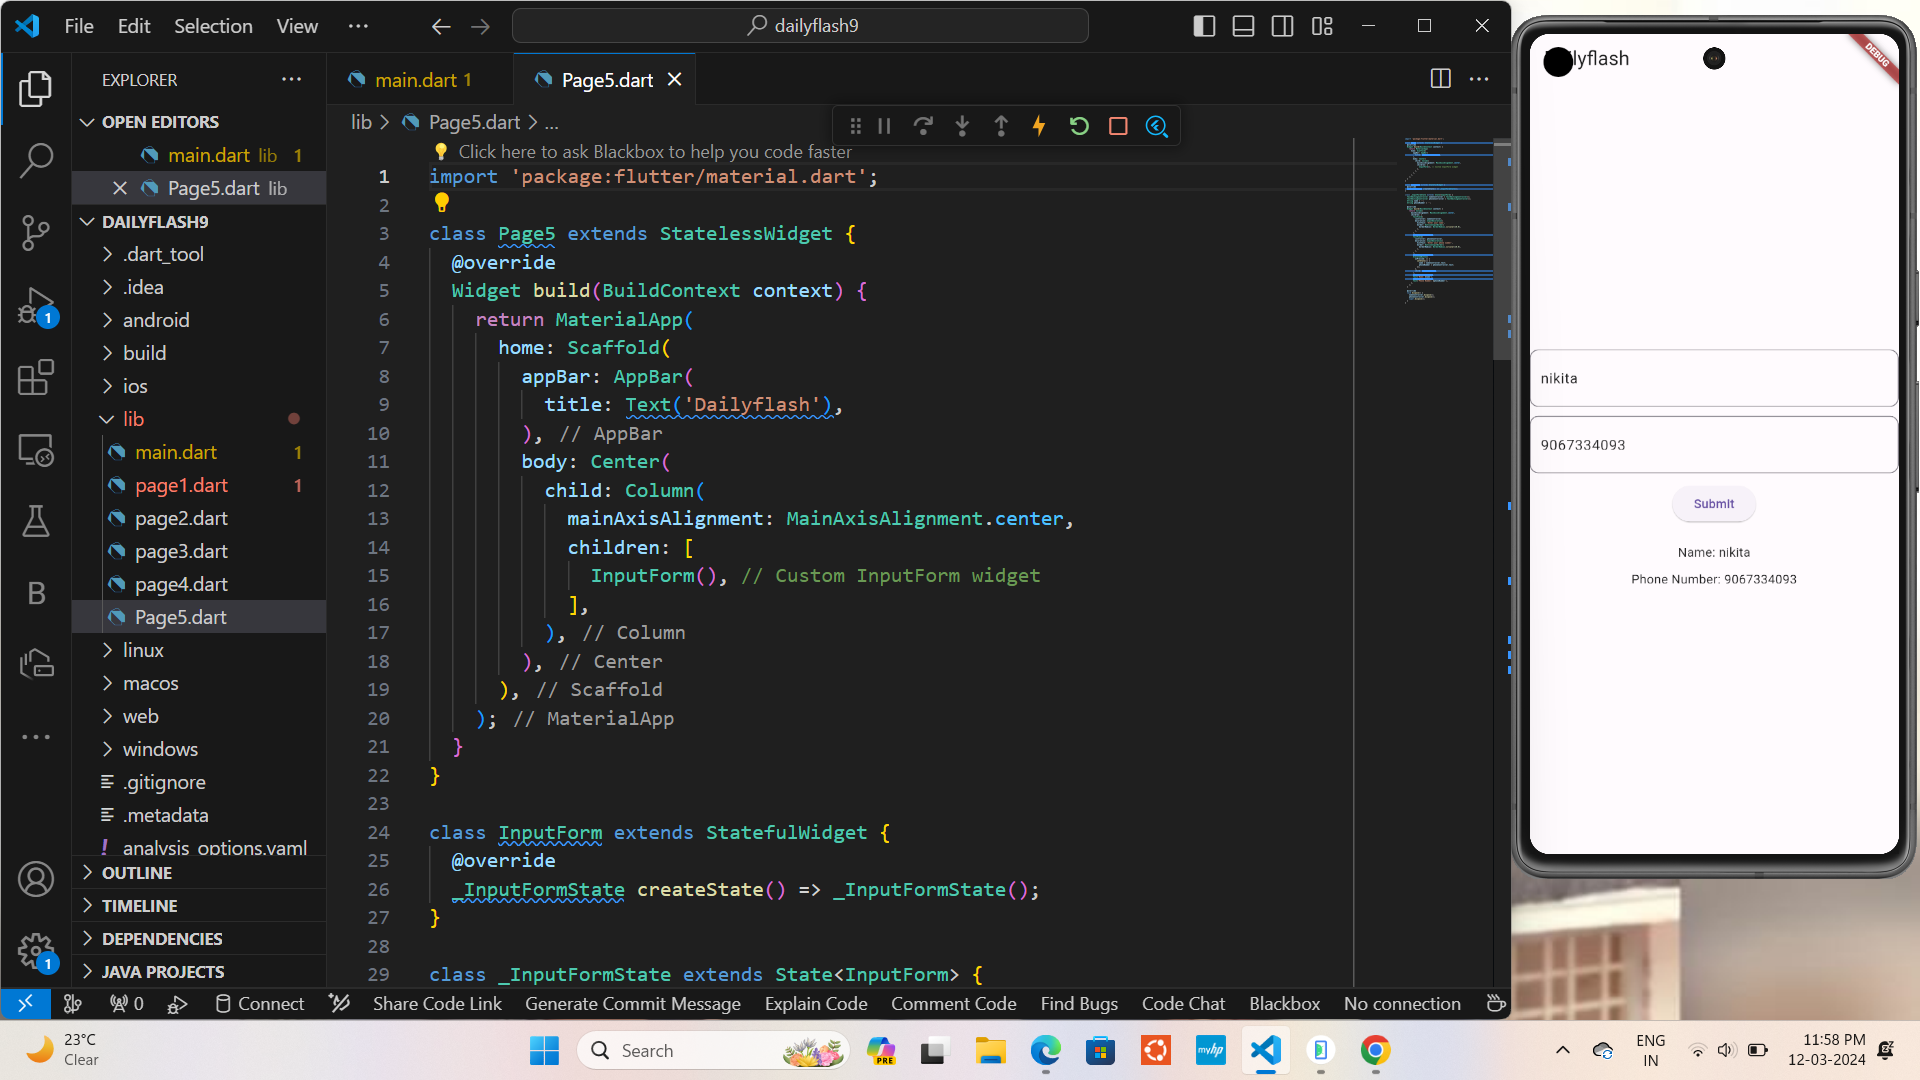 File Edit Selection View ···
dailyflash9
EXPLORER
OPEN EDITORS
main.dart lib 1
Page5.dart lib
DAILYFLASH9
.dart_tool
.idea
android
build
ios
lib
main.dart 1
page1.dart 1
page2.dart
page3.dart
page4.dart
Page5.dart
linux
macos
web
windows
.gitignore
.metadata
analysis_options.yaml
OUTLINE
TIMELINE
DEPENDENCIES
JAVA PROJECTS
1
B
1
main.dart 1
Page5.dart
lib > Page5.dart > ...
Click here to ask Blackbox to help you code faster
1 import 'package:flutter/material.dart';
2
3 class Page5 extends StatelessWidget {
4 @override
5 Widget build(BuildContext context) {
6 return MaterialApp(
7 home: Scaffold(
8 appBar: AppBar(
9 title: Text('Dailyflash'),
10 ), // AppBar
11 body: Center(
12 child: Column(
13 mainAxisAlignment: MainAxisAlignment.center,
14 children: [
15 InputForm(), // Custom InputForm widget
16 ],
17 ), // Column
18 ), // Center
19 ), // Scaffold
20 ); // MaterialApp
21 }
22 }
23
24 class InputForm extends StatefulWidget {
25 @override
26 _InputFormState createState() => _InputFormState();
27 }
28
29 class _InputFormState extends State<InputForm> {
0 Connect Share Code Link Generate Commit Message Explain Code Comment Code Find Bugs Code Chat Blackbox No connection
lyflash
DEBUG
nikita
9067334093
Submit
Name: nikita
Phone Number: 9067334093
23°C
Clear
Search
PRE
myhp
ENG
IN
11:58 PM
12-03-2024